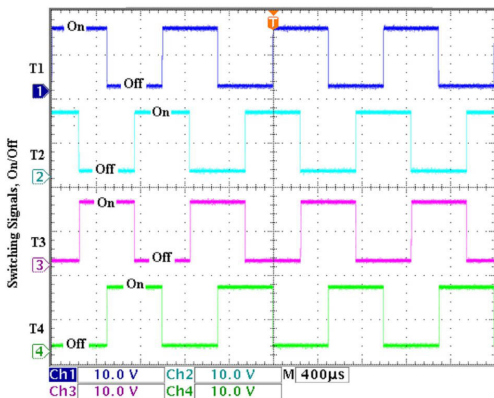 Switching Signals, On/Off
T
On
T1
Off
1
On
T2
Off
2
On
T3
Off
3
On
T4
Off
4
Ch1 10.0 V Ch2 10.0 V M 400µs
Ch3 10.0 V Ch4 10.0 V